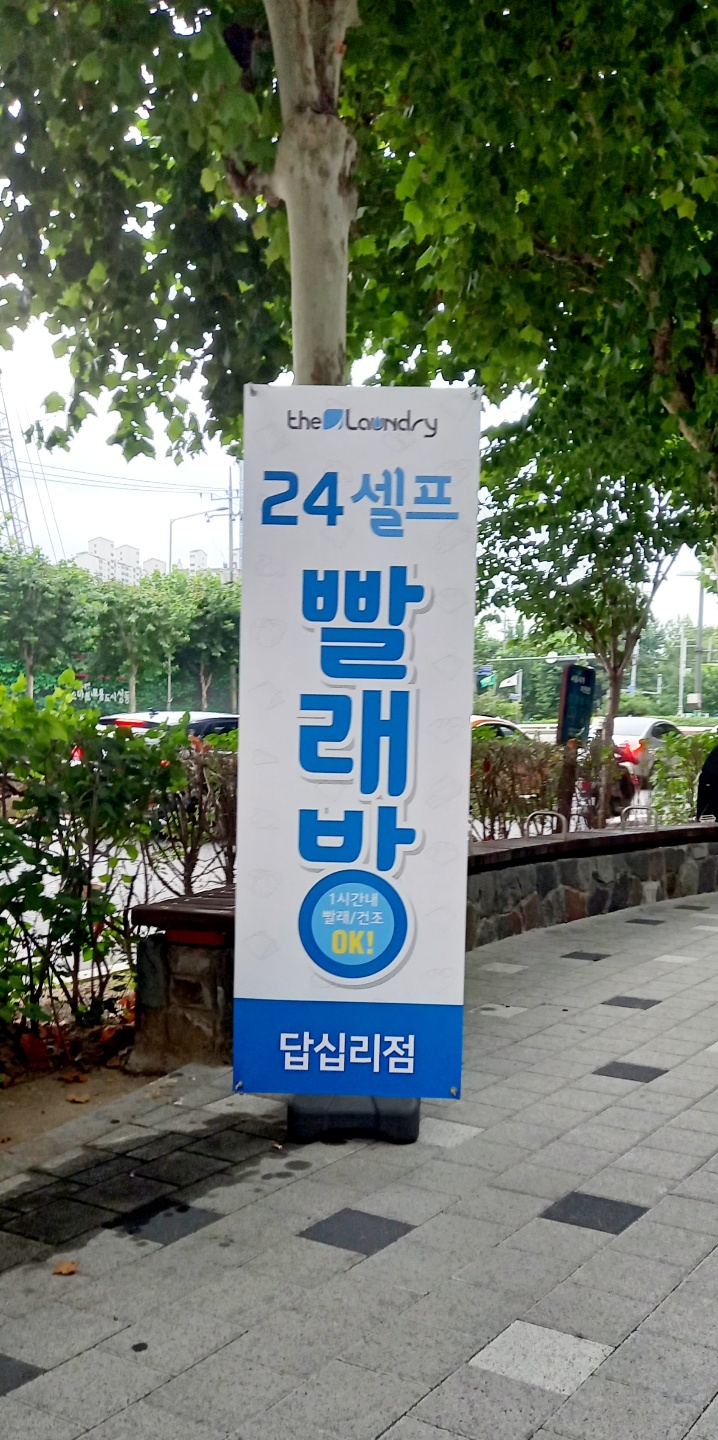 the Laundry
24 셀프
빨래방
1시간내
빨래/건조
OK!
답십리점